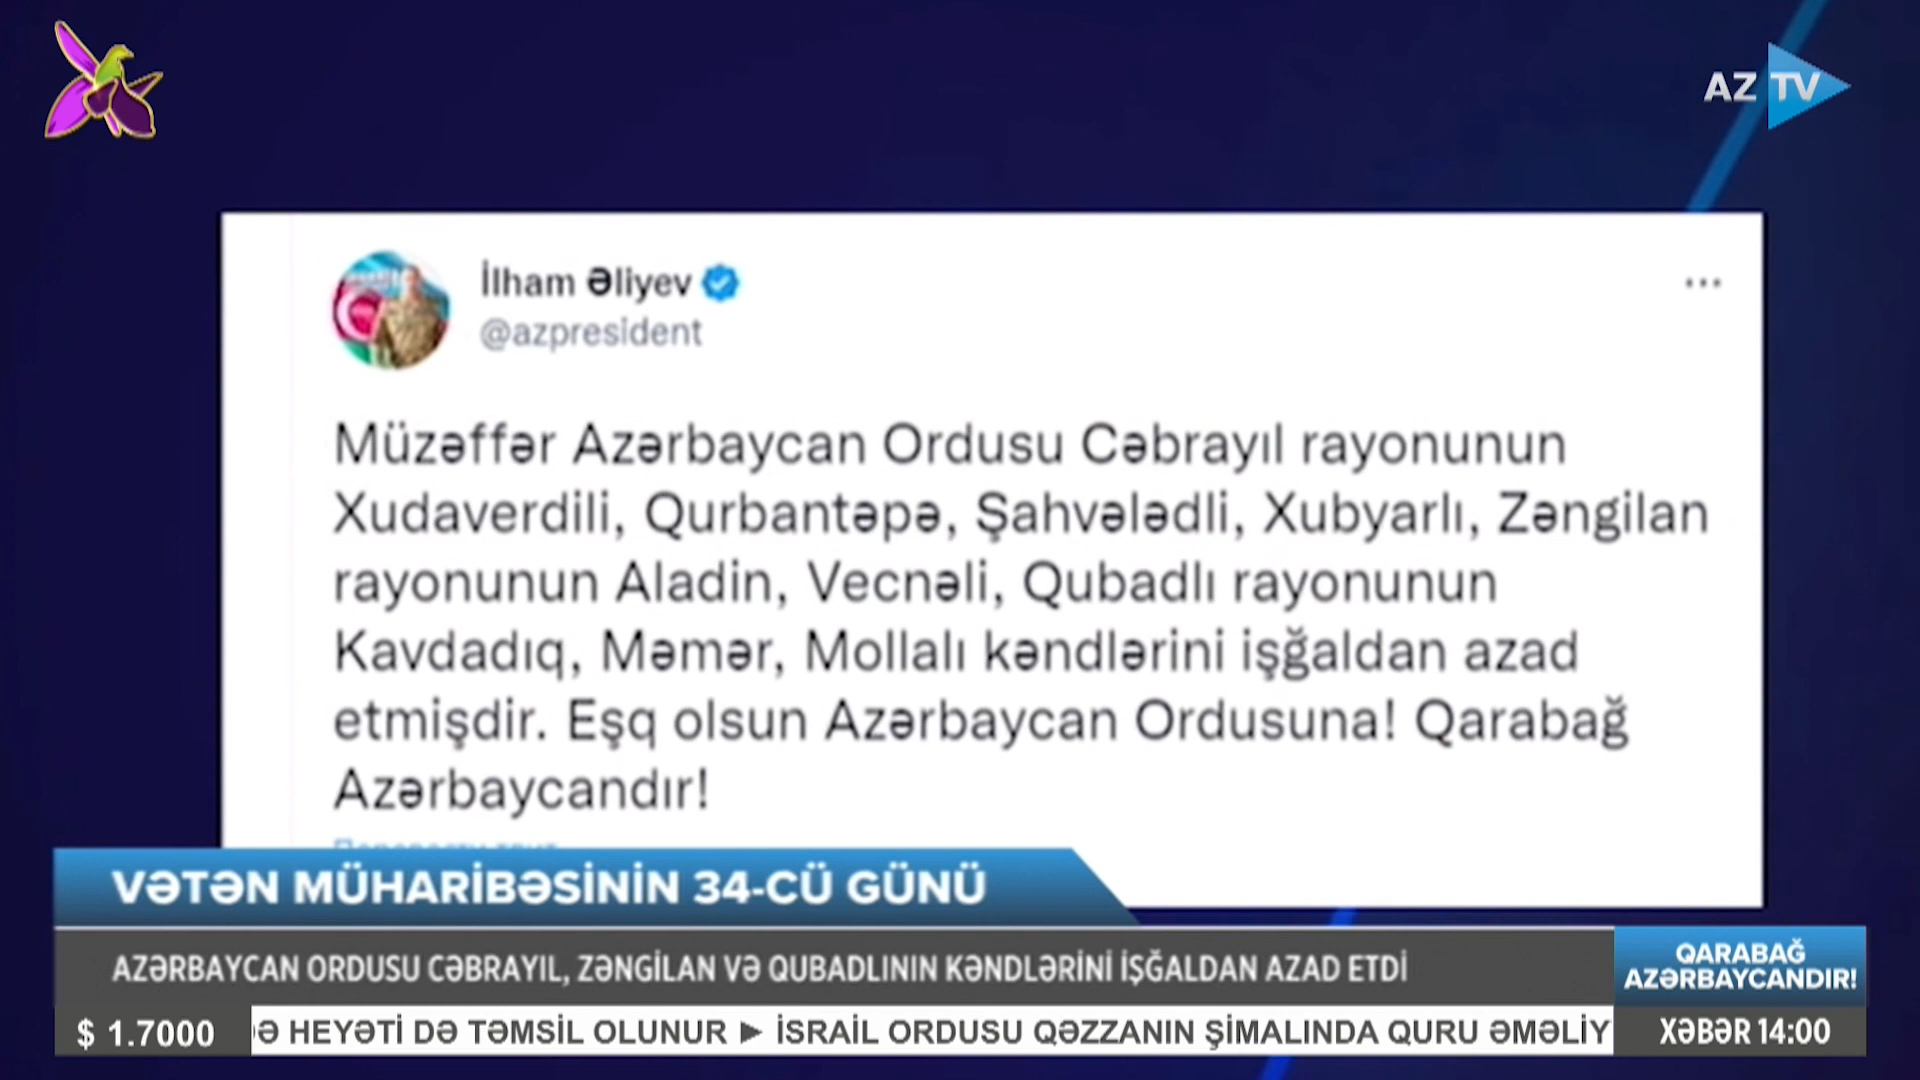 AZ TV
İlham Əliyev
@azpresident
Müzəffər Azərbaycan Ordusu Cəbrayıl rayonunun
Xudaverdili, Qurbantəpə, Şahvələdli, Xubyarlı, Zəngilan
rayonunun Aladin, Vecnəli, Qubadlı rayonunun
Kavdadıq, Məmər, Mollalı kəndlərini işğaldan azad
etmişdir. Eşq olsun Azərbaycan Ordusuna! Qarabağ
Azərbaycandır!
VƏTƏN MÜHARİBƏSİNİN 34-CÜ GÜNÜ
AZƏRBAYCAN ORDUSU CƏBRAYIL, ZƏNGİLAN VƏ QUBADLININ KƏNDLƏRİNİ İŞĞALDAN AZAD ETDİ
QARABAĞ
AZƏRBAYCANDIR!
$ 1.7000
HEYƏTİ DƏ TƏMSİL OLUNUR ► İSRAİL ORDUSU QƏZZANIN ŞİMALINDA QURU ƏMƏLİY
XƏBƏR 14:00